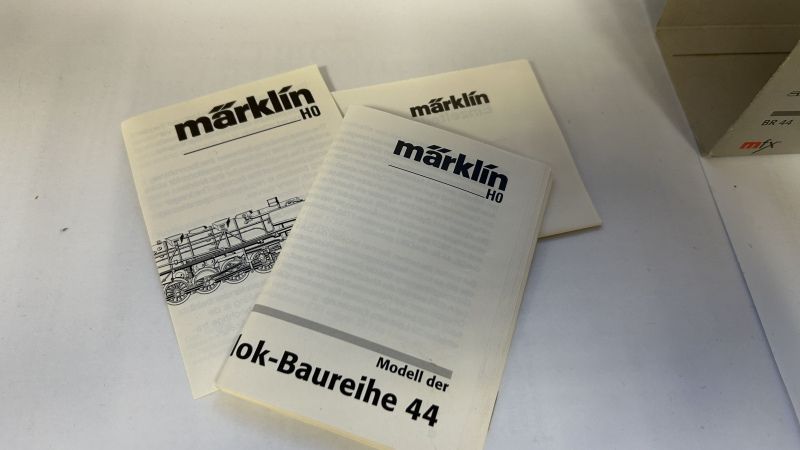 märklin
H0
märklin
märklin
H0
Modell der
lok-Baureihe 44
BR 44
mfx